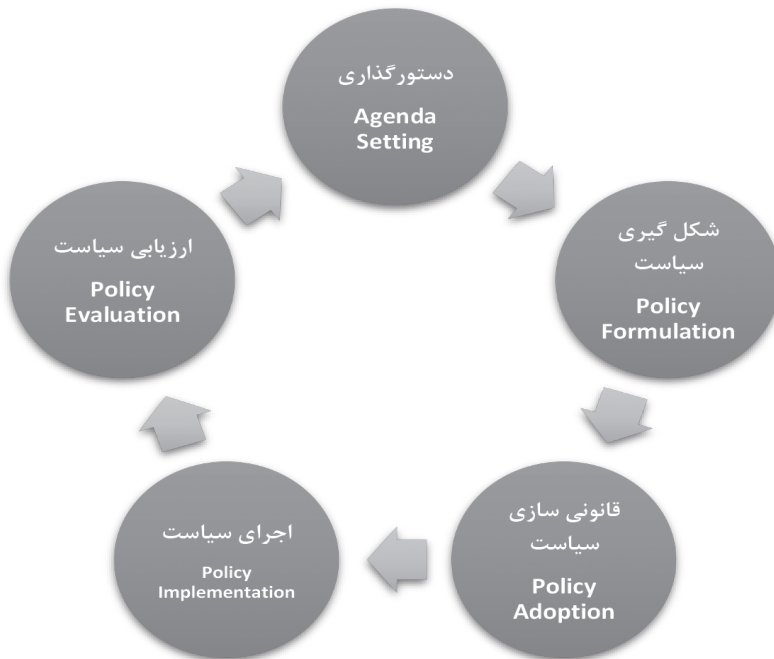 دستورگذاری
Agenda
Setting
شکل گیری
سیاست
Policy
Formulation
قانونی سازی
سیاست
Policy
Adoption
اجرای سیاست
Policy
Implementation
ارزیابی سیاست
Policy
Evaluation